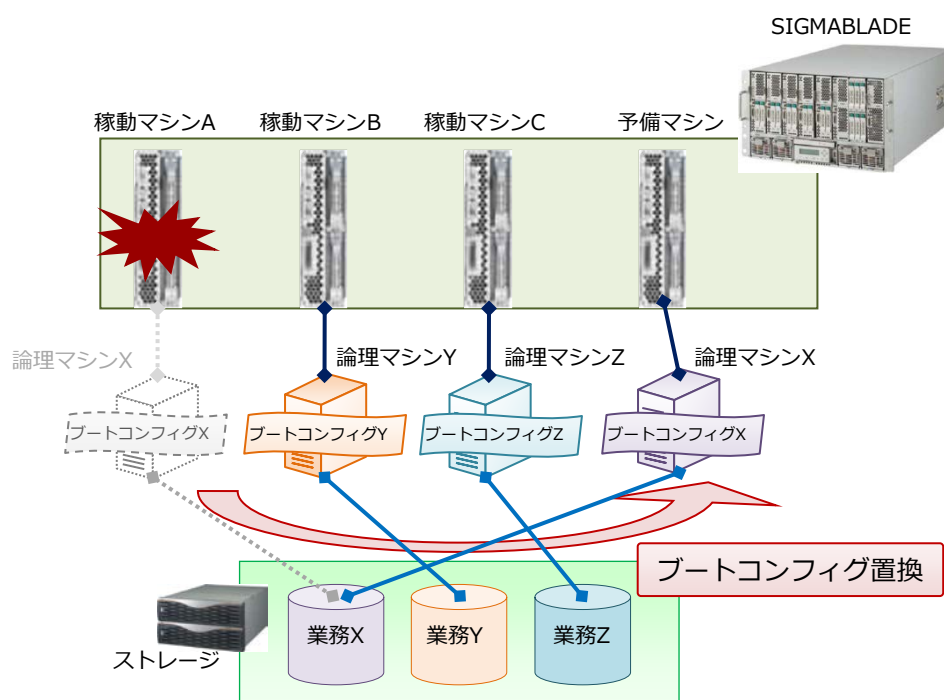 SIGMABLADE
稼動マシンA
稼動マシンB
稼動マシンC
予備マシン
論理マシンX
論理マシンY
論理マシンZ
論理マシンX
ブートコンフィグX
ブートコンフィグY
ブートコンフィグZ
ブートコンフィグX
ブートコンフィグ置換
業務X
業務Y
業務Z
ストレージ